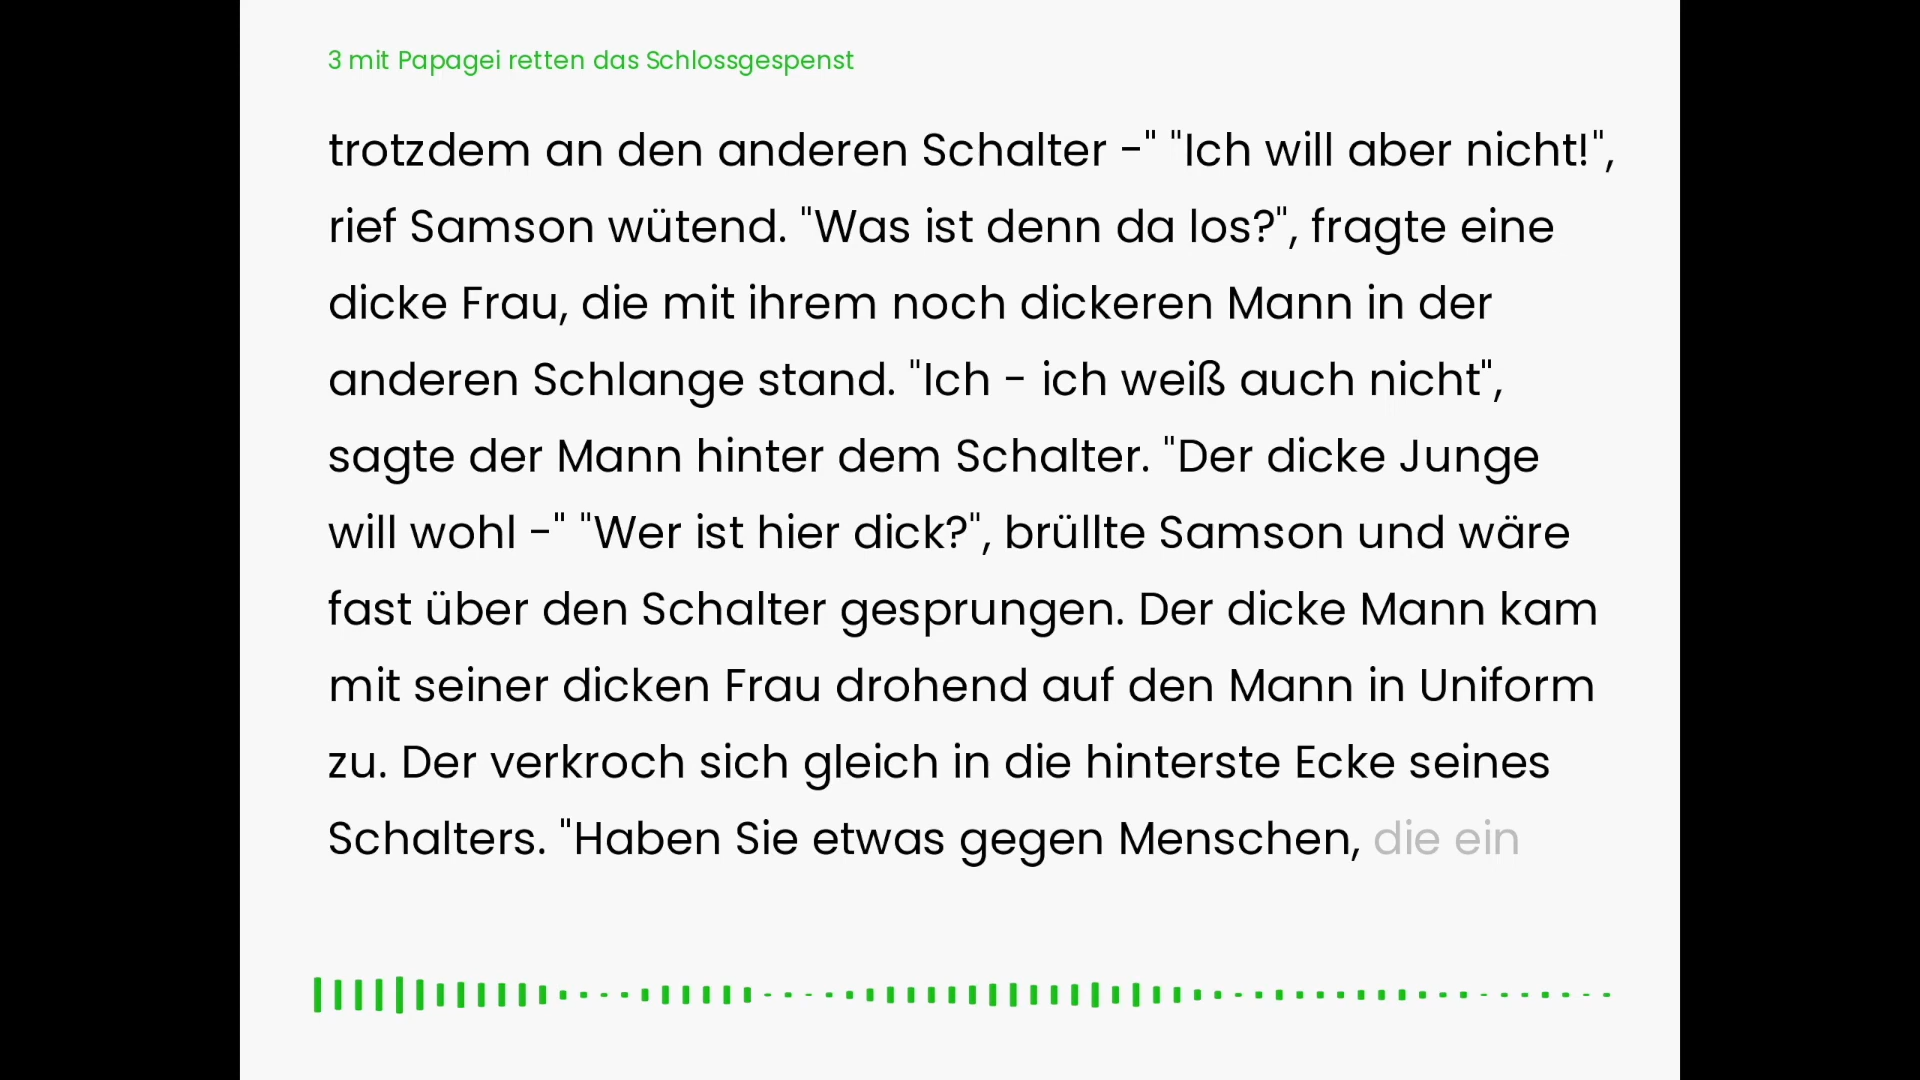 3 mit Papagei retten das Schlossgespenst
trotzdem an den anderen Schalter -" "Ich will aber nicht!",
rief Samson wütend. "Was ist denn da los?", fragte eine
dicke Frau, die mit ihrem noch dickeren Mann in der
anderen Schlange stand. "Ich - ich weiß auch nicht",
sagte der Mann hinter dem Schalter. "Der dicke Junge
will wohl -" "Wer ist hier dick?", brüllte Samson und wäre
fast über den Schalter gesprungen. Der dicke Mann kam
mit seiner dicken Frau drohend auf den Mann in Uniform
zu. Der verkroch sich gleich in die hinterste Ecke seines
Schalters. "Haben Sie etwas gegen Menschen, die ein